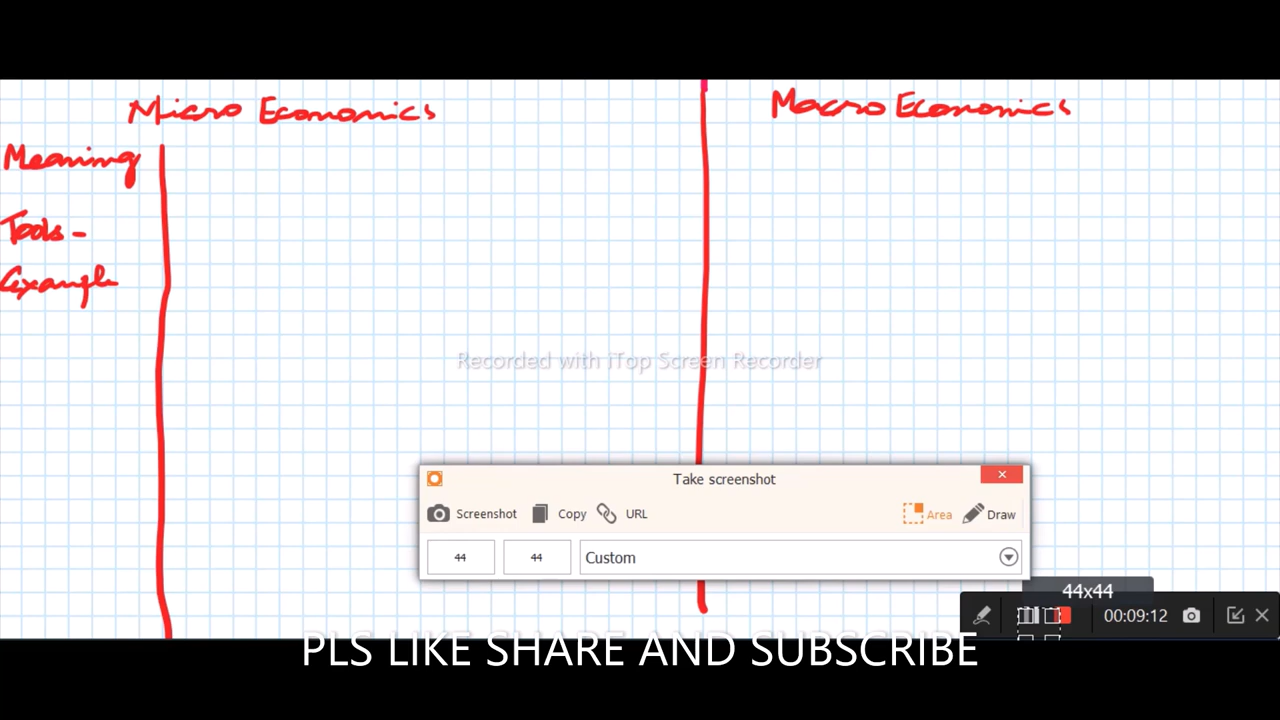 Micro Economics
Macro Economics
Meaning
Tools -
example
Recorded with iTop Screen Recorder
Take screenshot
Screenshot Copy URL Area Draw
44 44 Custom
44x44
00:09:12
PLS LIKE SHARE AND SUBSCRIBE